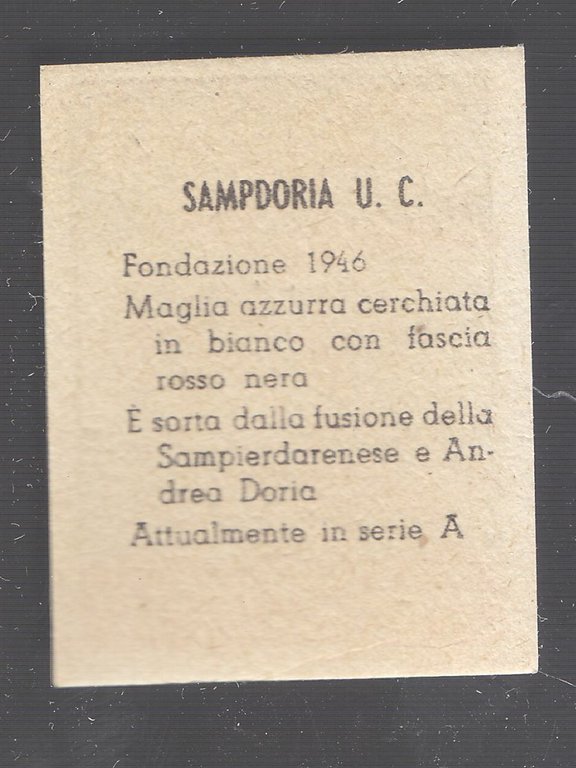 SAMPDORIA U. C.
Fondazione 1946
Maglia azzurra cerchiata
in bianco con fascia
rosso nera
È sorta dalla fusione della
Sampierdarenese e An-
drea Doria
Attualmente in serie A